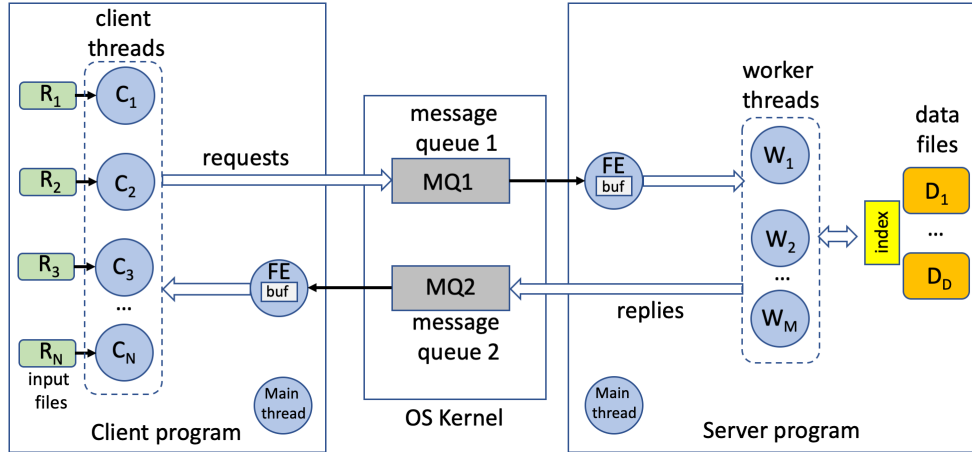 client
threads
R1
C1
R2
C2
R3
C3
...
RN
CN
input
files
requests
FE
buf
Main
thread
Client program
message
queue 1
MQ1
MQ2
message
queue 2
OS Kernel
FE
buf
worker
threads
W1
W2
...
WM
index
data
files
D1
...
DD
replies
Main
thread
Server program